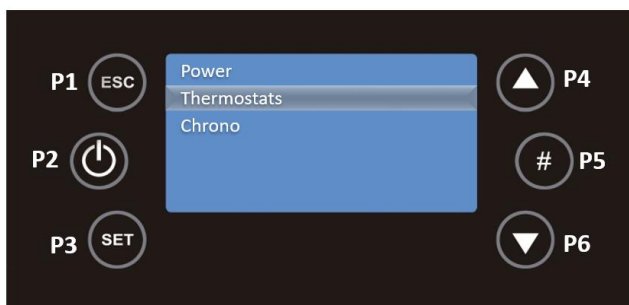 P1 ESC
Power
P4
Thermostats
Chrono
P2
# P5
P3 SET
P6